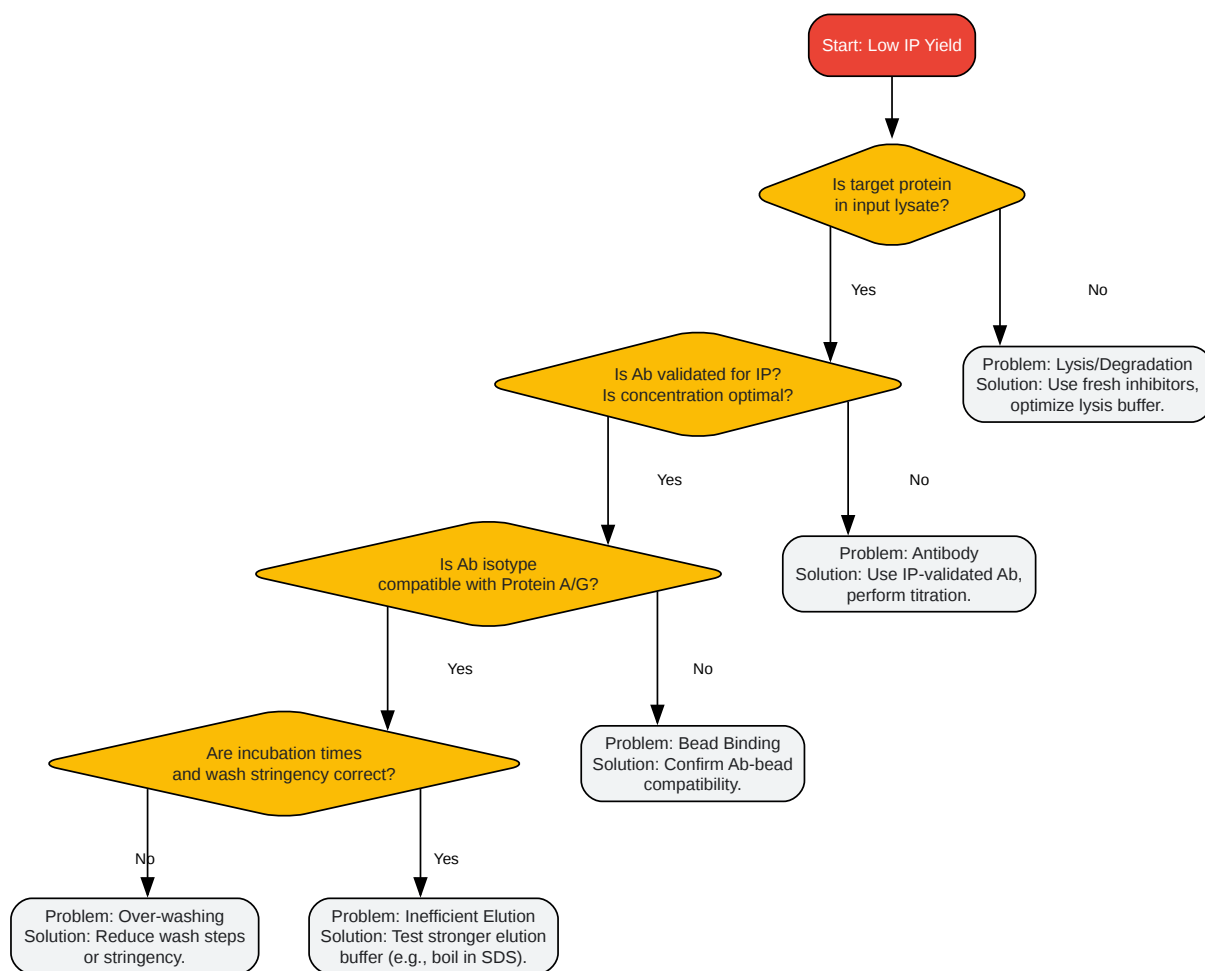 Start: Low IP Yield
Is target protein
in input lysate?
Yes
No
Problem: Lysis/Degradation
Solution: Use fresh inhibitors,
optimize lysis buffer.
Is Ab validated for IP?
Is concentration optimal?
Yes
No
Problem: Antibody
Solution: Use IP-validated Ab,
perform titration.
Is Ab isotype
compatible with Protein A/G?
Yes
No
Problem: Bead Binding
Solution: Confirm Ab-bead
compatibility.
Are incubation times
and wash stringency correct?
No
Yes
Problem: Over-washing
Solution: Reduce wash steps
or stringency.
Problem: Inefficient Elution
Solution: Test stronger elution
buffer (e.g., boil in SDS).